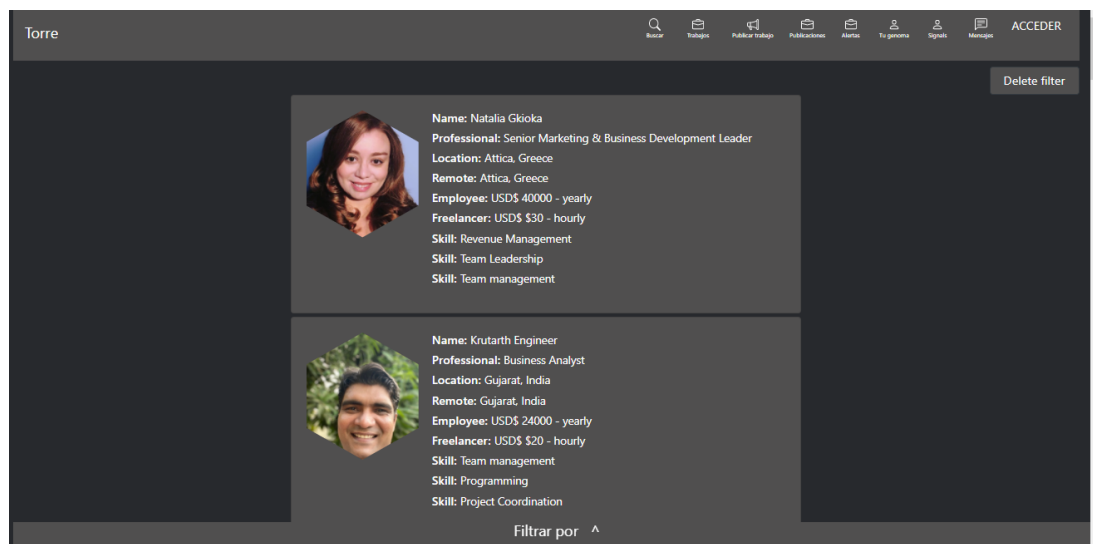 Torre
Buscar
Trabajos
Publicar trabajo
Publicaciones
Alertas
Tu genoma
Signals
Mensajes
ACCEDER
Delete filter
Name: Natalia Gkioka
Professional: Senior Marketing & Business Development Leader
Location: Attica, Greece
Remote: Attica, Greece
Employee: USD$ 40000 - yearly
Freelancer: USD$ $30 - hourly
Skill: Revenue Management
Skill: Team Leadership
Skill: Team management
Name: Krutarth Engineer
Professional: Business Analyst
Location: Gujarat, India
Remote: Gujarat, India
Employee: USD$ 24000 - yearly
Freelancer: USD$ $20 - hourly
Skill: Team management
Skill: Programming
Skill: Project Coordination
Filtrar por ^